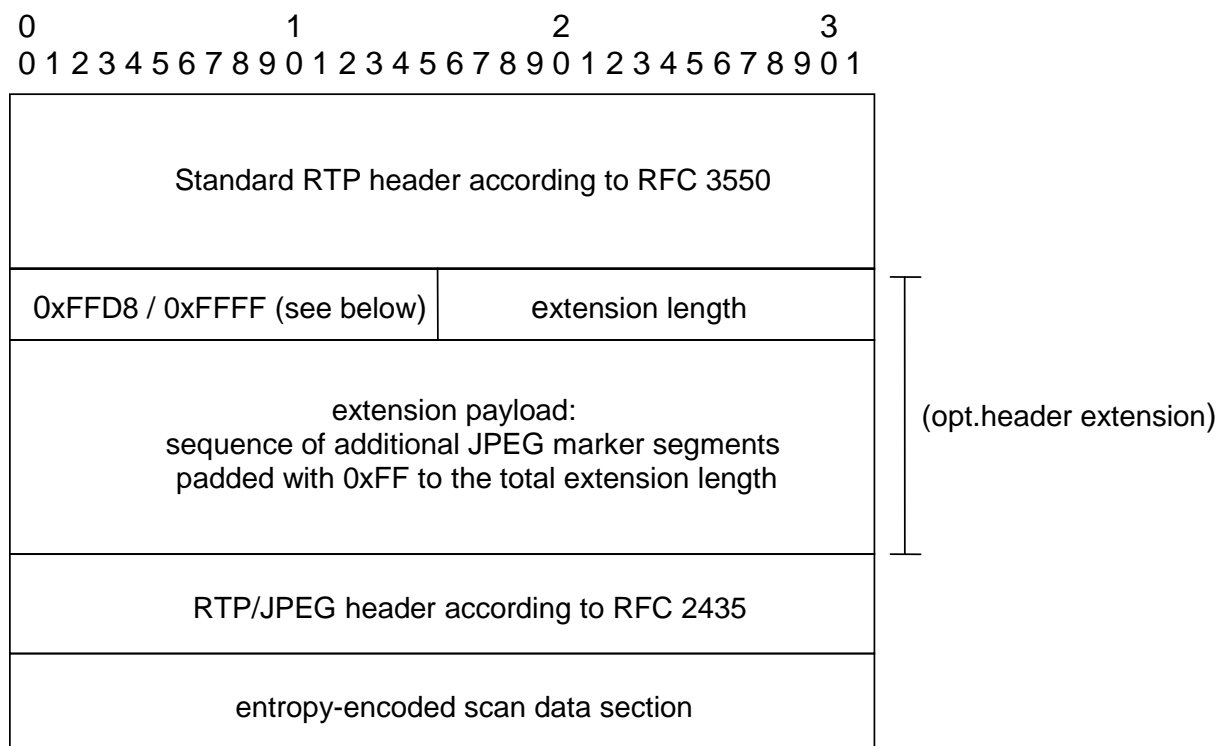 0 1 2 3
0 1 2 3 4 5 6 7 8 9 0 1 2 3 4 5 6 7 8 9 0 1 2 3 4 5 6 7 8 9 0 1
Standard RTP header according to RFC 3550
0xFFD8 / 0xFFFF (see below) extension length
extension payload:
sequence of additional JPEG marker segments
padded with 0xFF to the total extension length
(opt.header extension)
RTP/JPEG header according to RFC 2435
entropy-encoded scan data section